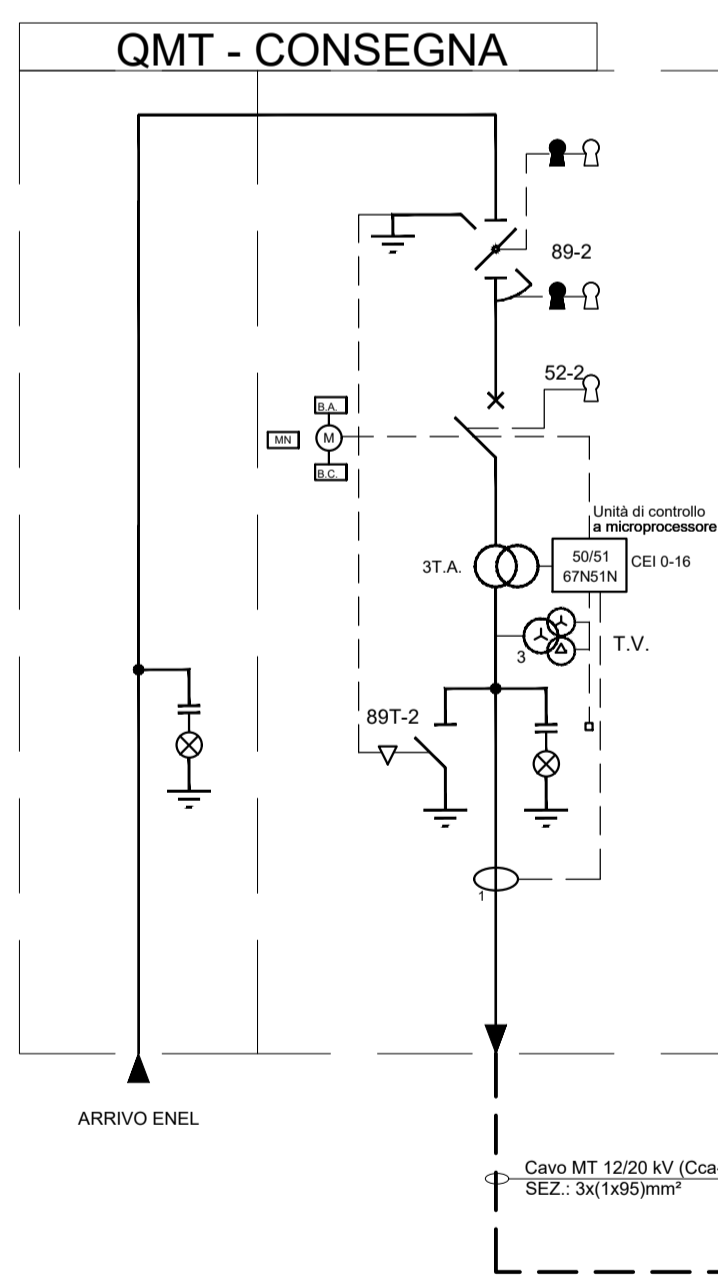 QMT - CONSEGNA
89-2
52-2
B.A.
MN
M
B.C.
Unità di controllo
a microprocessore
3T.A.
50/51
67N51N
CEI 0-16
3
T.V.
89T-2
1
ARRIVO ENEL
Cavo MT 12/20 kV (Cca-
SEZ.: 3x(1x95)mm²